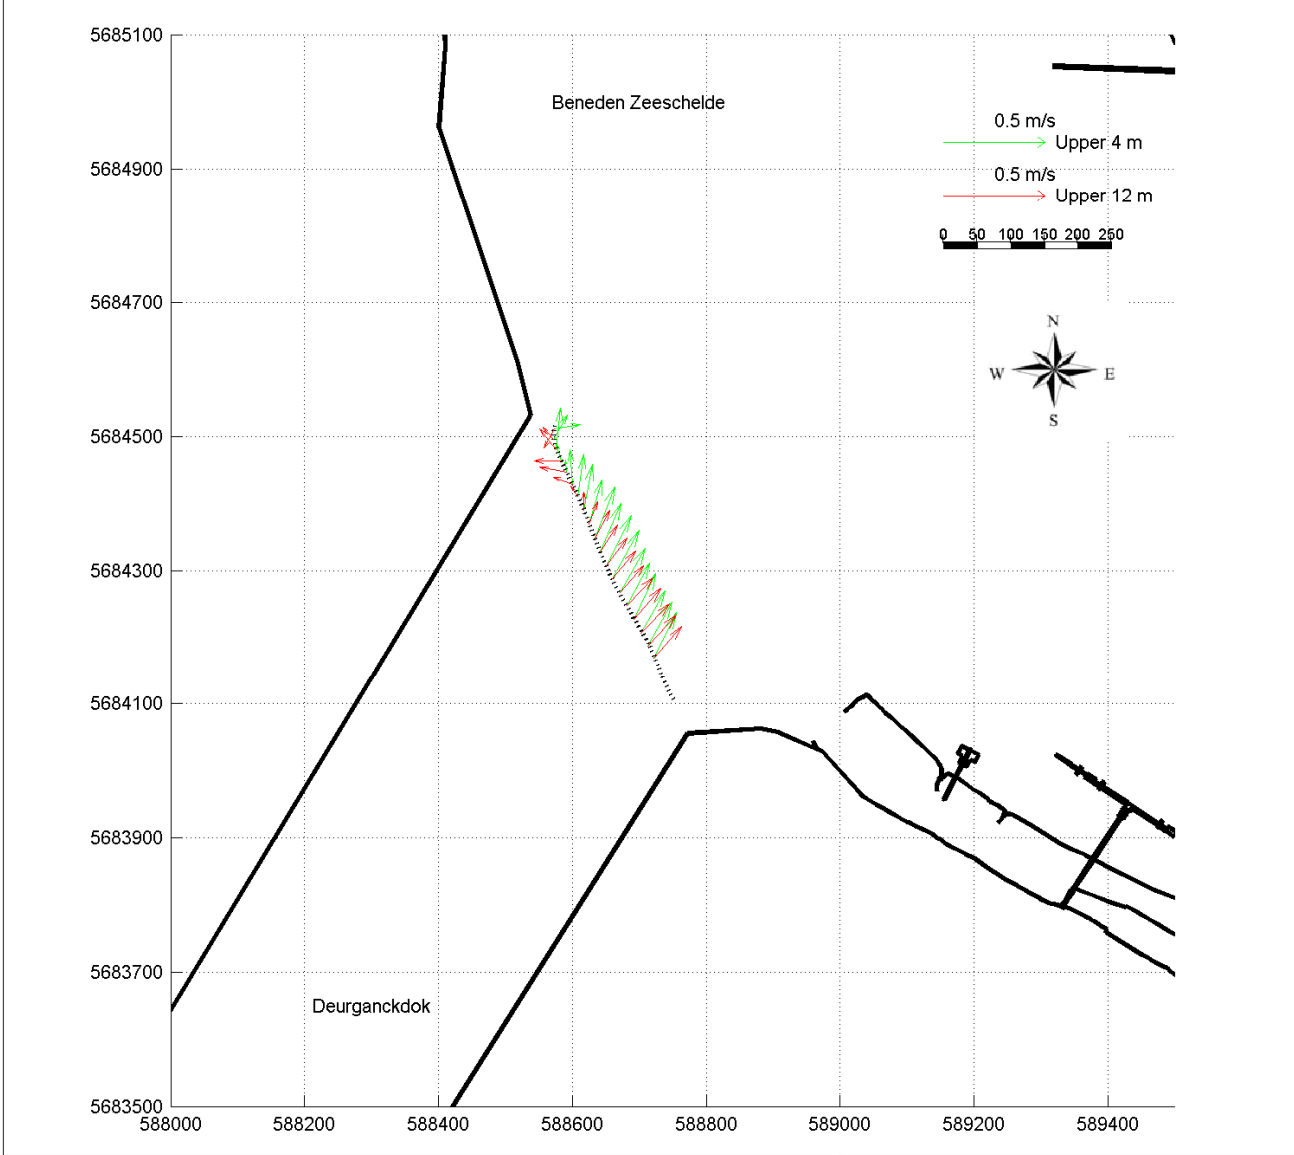 5685100
Beneden Zeeschelde
0.5 m/s
Upper 4 m
5684900
0.5 m/s
Upper 12 m
0 50 100 150 200 250
5684700
N
W E
S
5684500
5684300
5684100
5683900
5683700
Deurganckdok
5683500
588000 588200 588400 588600 588800 589000 589200 589400